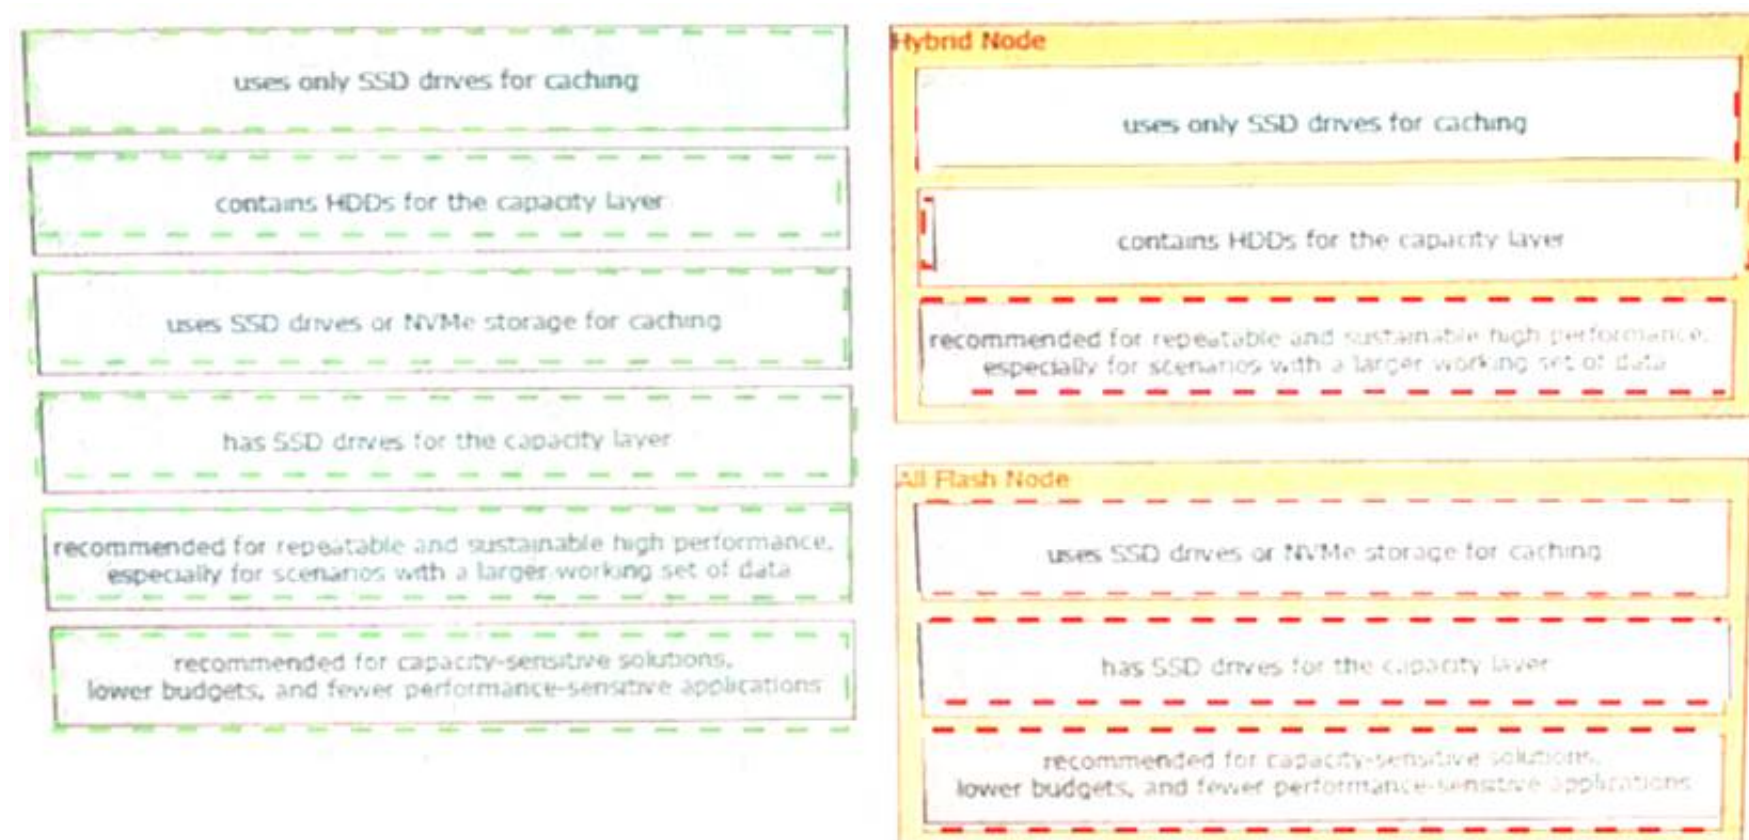 uses only SSD drives for caching
contains HDDs for the capacity layer
uses SSD drives or NVMe storage for caching
has SSD drives for the capacity layer
recommended for repeatable and sustainable high performance,
especially for scenarios with a larger working set of data
recommended for capacity-sensitive solutions,
lower budgets, and fewer performance-sensitive applications
Hybrid Node
uses only SSD drives for caching
contains HDDs for the capacity layer
recommended for repeatable and sustainable high performance,
especially for scenarios with a larger working set of data
All Flash Node
uses SSD drives or NVMe storage for caching
has SSD drives for the capacity layer
recommended for capacity-sensitive solutions,
lower budgets, and fewer performance-sensitive applications